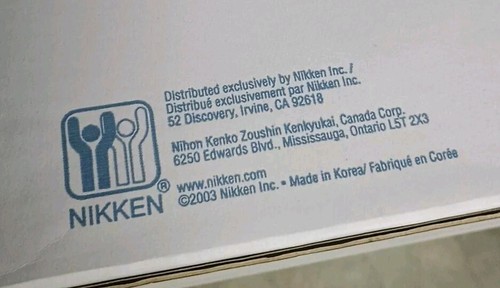 Distributed exclusively by Nikken Inc./
Distribué exclusivement par Nikken Inc.
52 Discovery, Irvine, CA 92618
Nihon Kenko Zoushin Kenkyukai, Canada Corp.
6250 Edwards Blvd., Mississauga, Ontario L5T 2X3
www.nikken.com
©2003 Nikken Inc. • Made in Korea/ Fabriqué en Corée
NIKKEN®